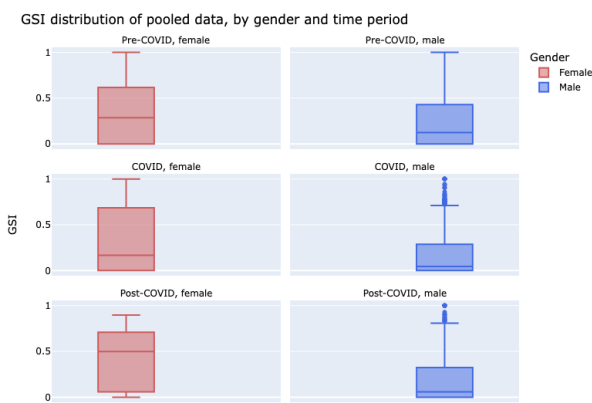 GSI distribution of pooled data, by gender and time period
Pre-COVID, female
Pre-COVID, male
Gender
Female
Male
1
0.5
0
COVID, female
COVID, male
1
0.5
0
GSI
Post-COVID, female
Post-COVID, male
1
0.5
0